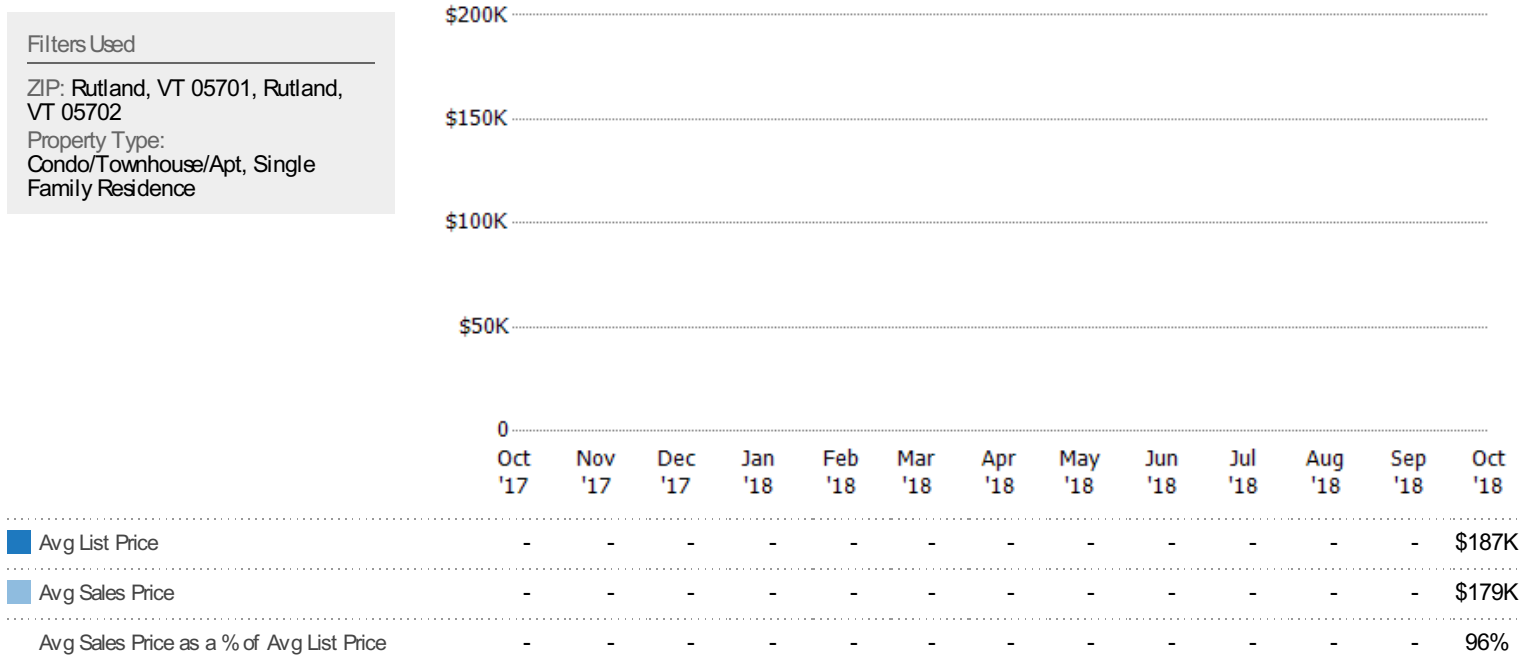 Filters Used
ZIP: Rutland, VT 05701, Rutland,
VT 05702
Property Type:
Condo/Townhouse/Apt, Single
Family Residence
$200K
$150K
$100K
$50K
0
Oct Nov Dec Jan Feb Mar Apr May Jun Jul Aug Sep Oct
'17 '17 '17 '18 '18 '18 '18 '18 '18 '18 '18 '18 '18
Avg List Price - - - - - - - - - - - - $187K
Avg Sales Price - - - - - - - - - - - - $179K
Avg Sales Price as a % of Avg List Price - - - - - - - - - - - - 96%